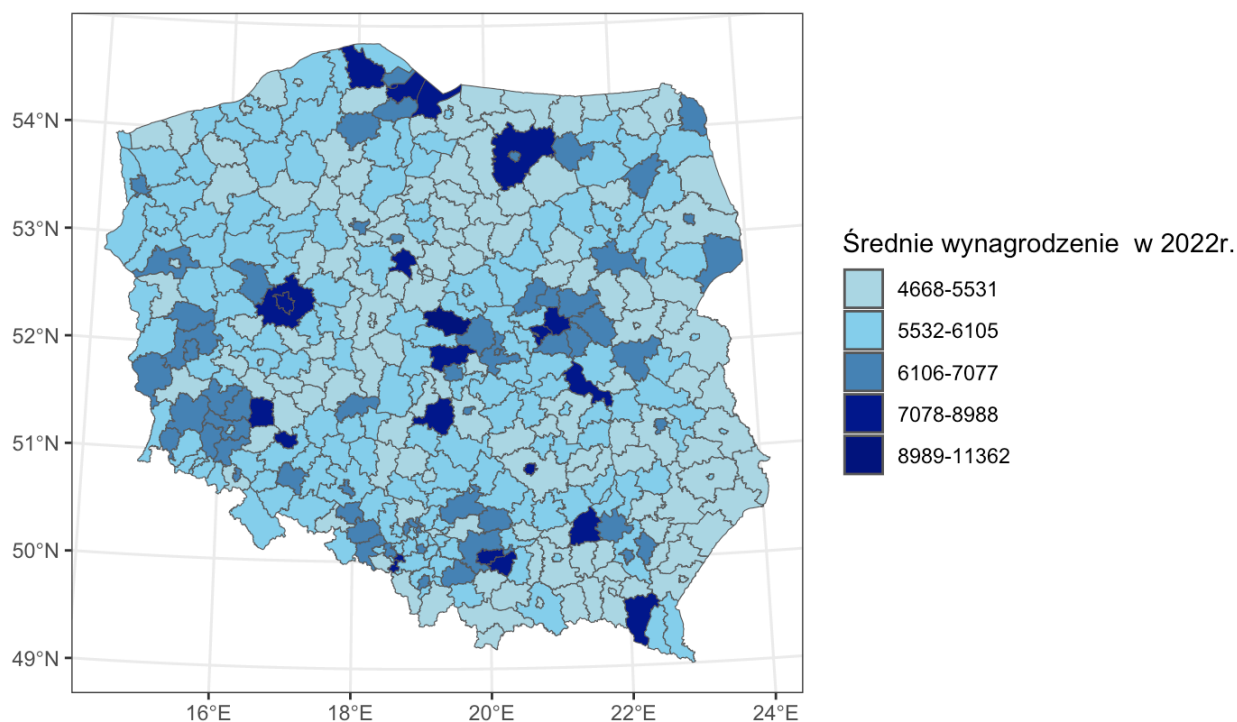 54°N
53°N
52°N
51°N
50°N
49°N
16°E 18°E 20°E 22°E 24°E
Średnie wynagrodzenie w 2022r.
4668-5531
5532-6105
6106-7077
7078-8988
8989-11362